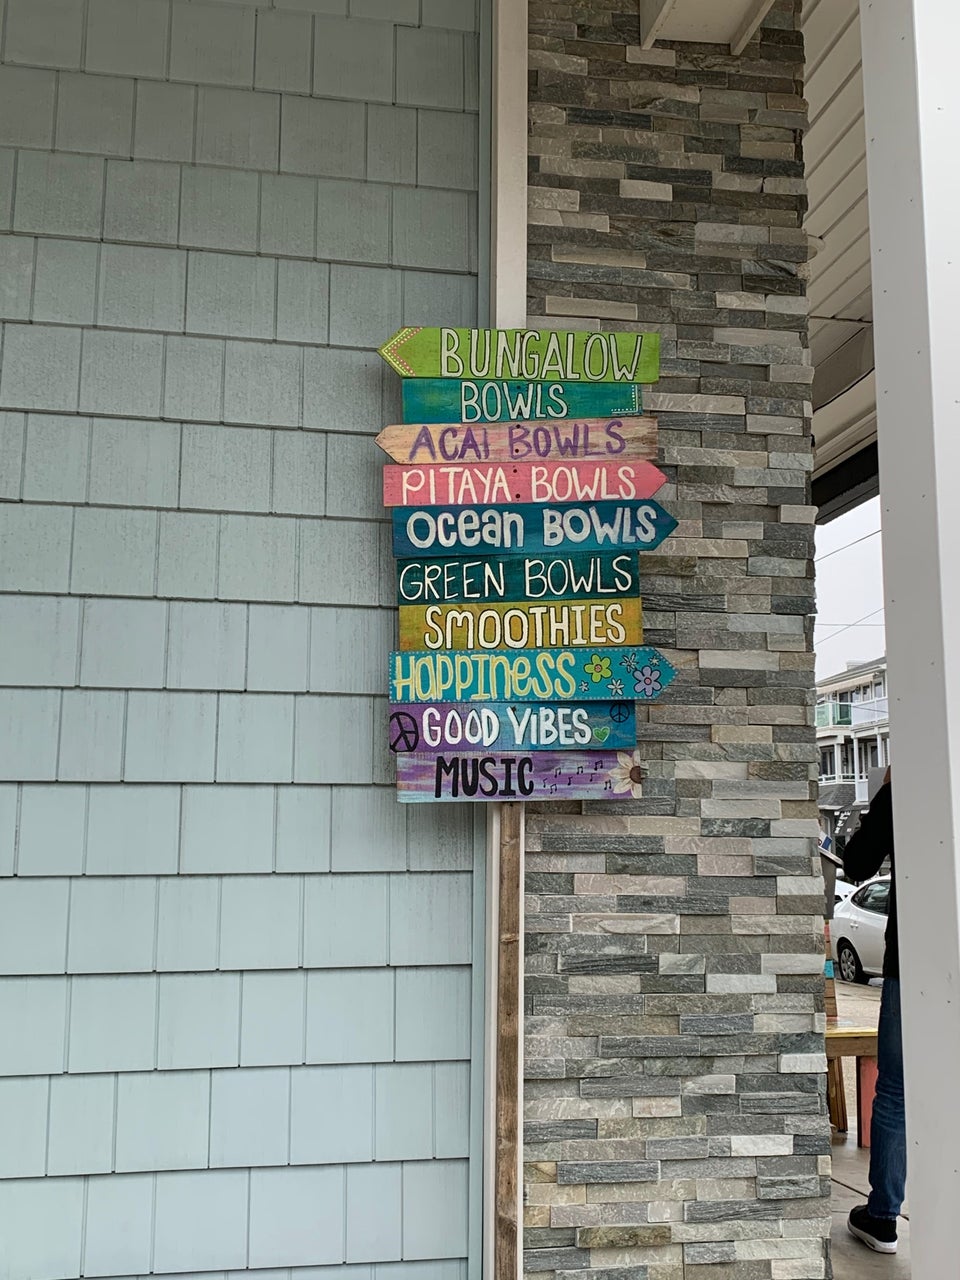 BUNGALOW
BOWLS
ACAI BOWLS
PITAYA BOWLS
Ocean BOWLS
GREEN BOWLS
SMOOTHIES
HAPPINESS
GOOD VIBES
MUSIC